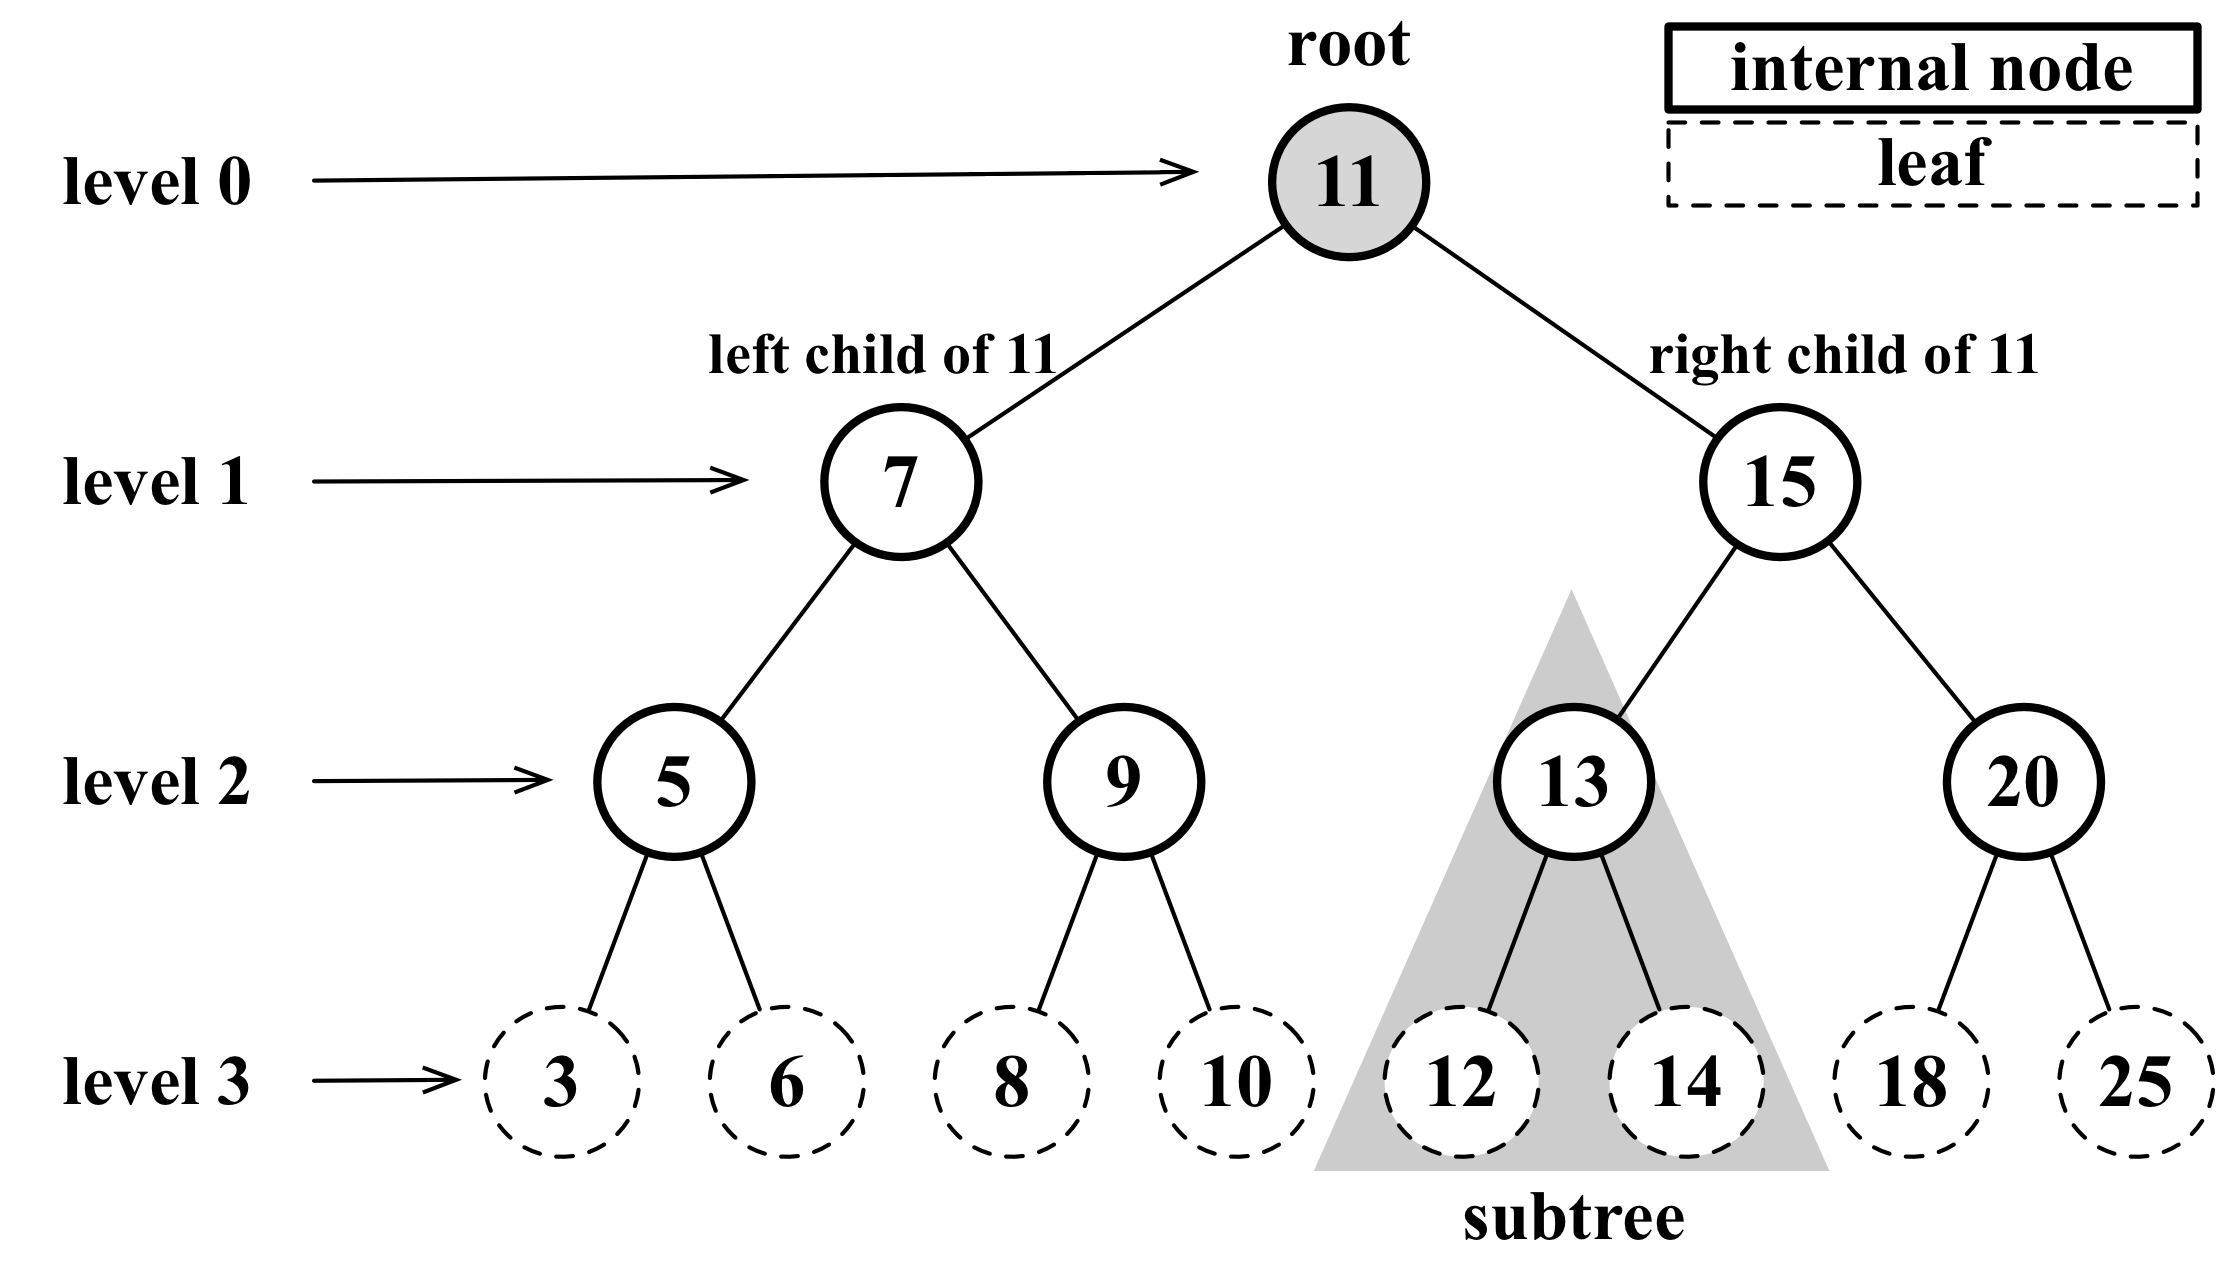 root
internal node
leaf
level 0
11
left child of 11
right child of 11
level 1
7
15
level 2
5
9
13
20
level 3
3
6
8
10
12
14
18
25
subtree